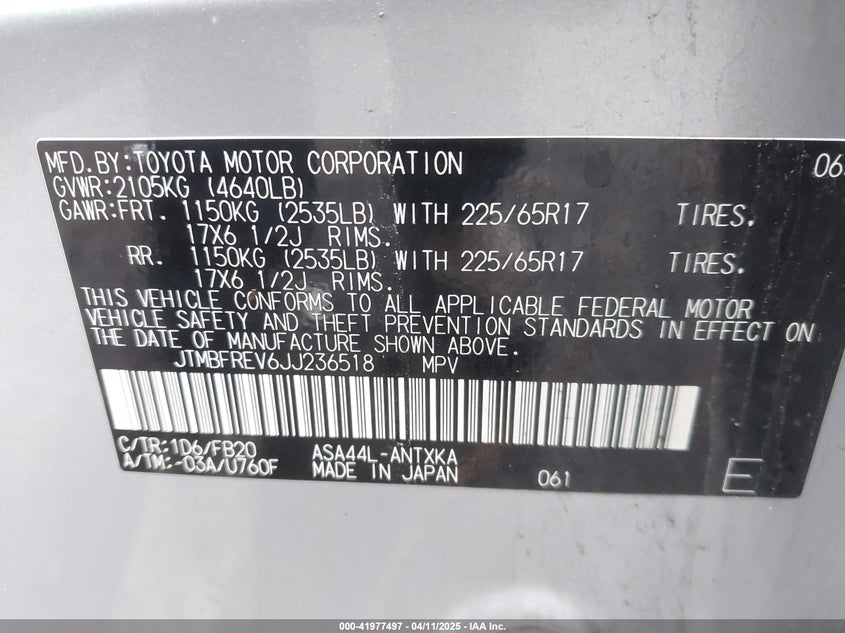 MFD.BY:TOYOTA MOTOR CORPORATION
GVWR:2105KG (4640LB)
GAWR:FRT. 1150KG (2535LB) WITH 225/65R17 TIRES.
17X6 1/2J RIMS.
RR. 1150KG (2535LB) WITH 225/65R17 TIRES.
17X6 1/2J RIMS.
THIS VEHICLE CONFORMS TO ALL APPLICABLE FEDERAL MOTOR
VEHICLE SAFETY AND THEFT PREVENTION STANDARDS IN EFFECT ON
THE DATE OF MANUFACTURE SHOWN ABOVE.
JTMBFREV6JJ236518 MPV
C/TR:1D6/FB20 ASA44L-ANTXKA
A/TM:-03A/U760F MADE IN JAPAN 061 E
000-41977497 - 04/11/2025 - IAA Inc.